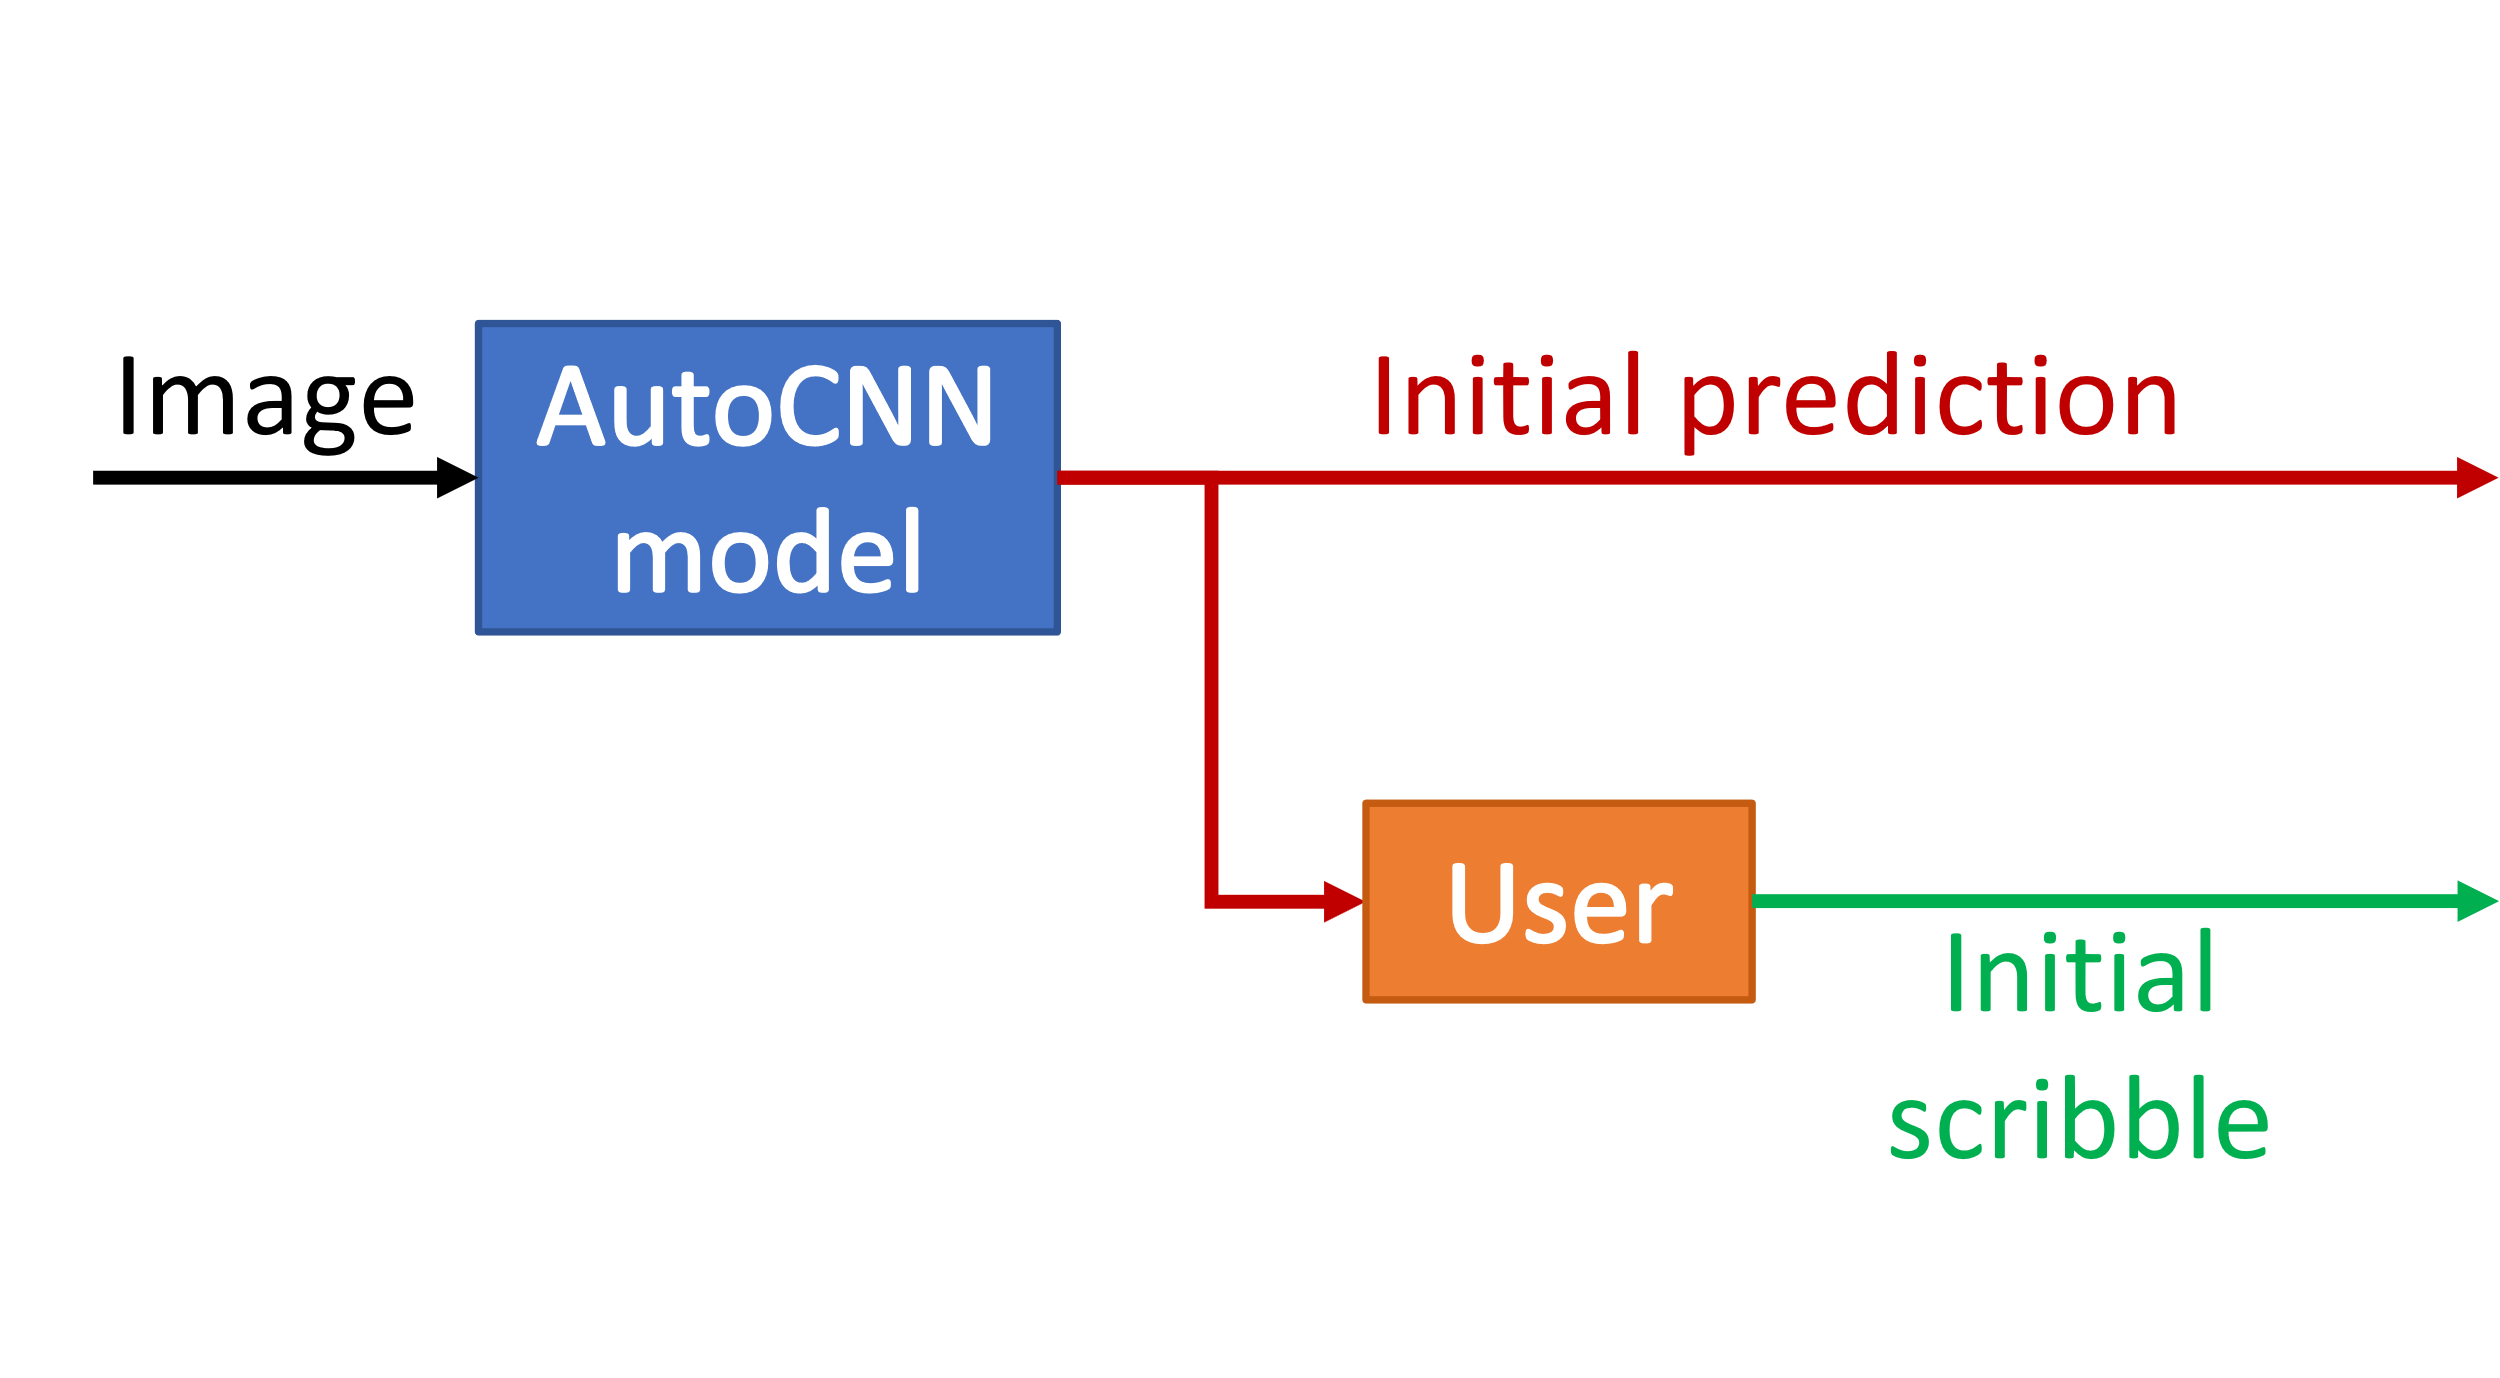 Image
AutoCNN
model
Initial prediction
User
Initial
scribble